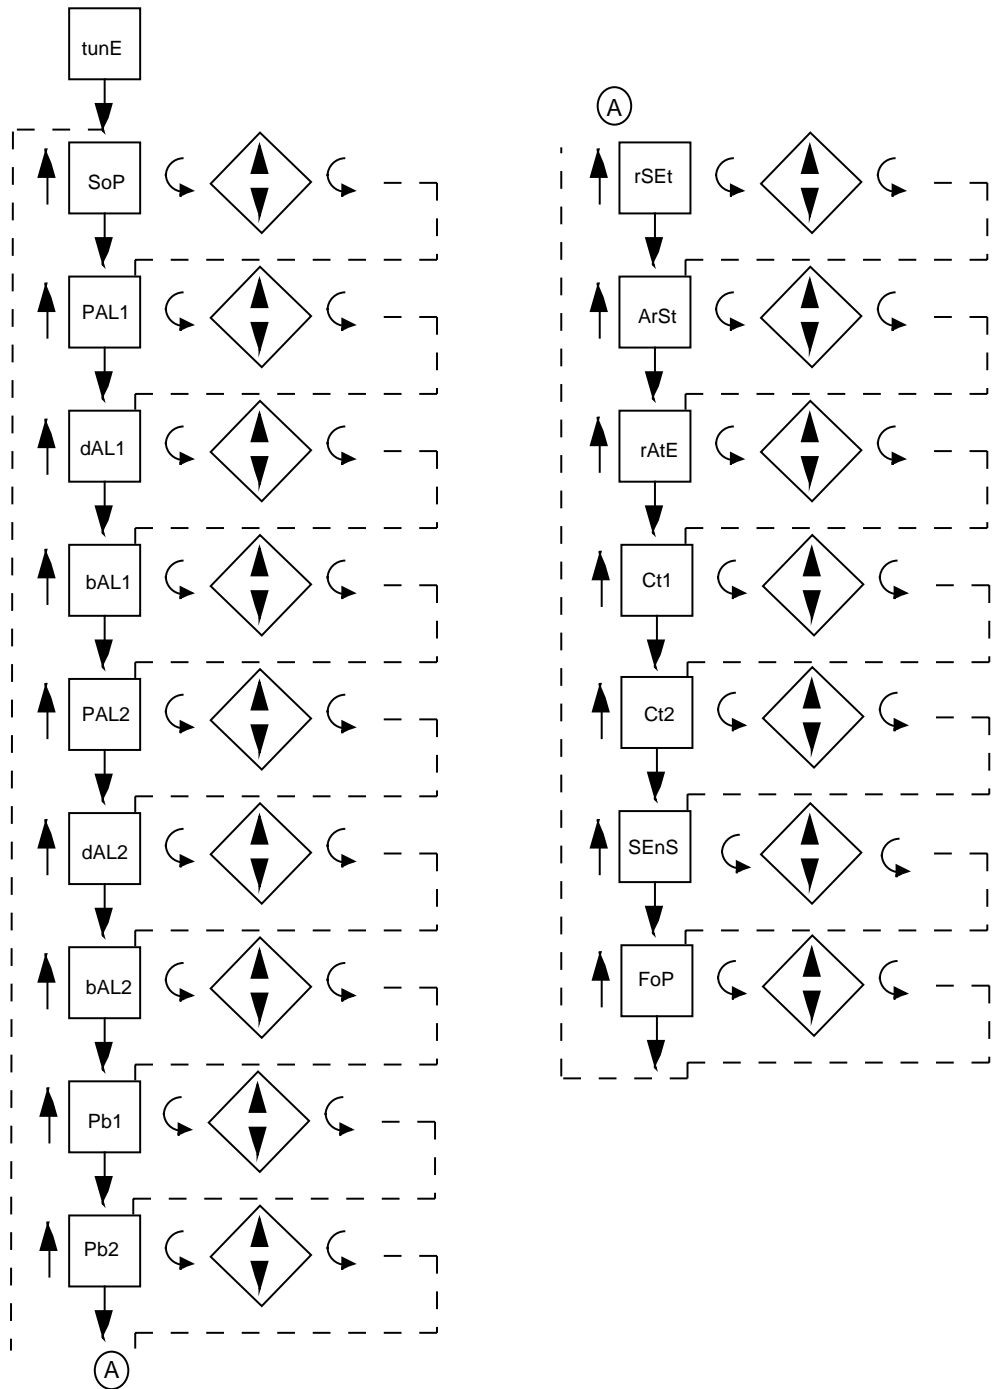 tunE
SoP
PAL1
dAL1
bAL1
PAL2
dAL2
bAL2
Pb1
Pb2
A
A
rSEt
ArSt
rAtE
Ct1
Ct2
SEnS
FoP